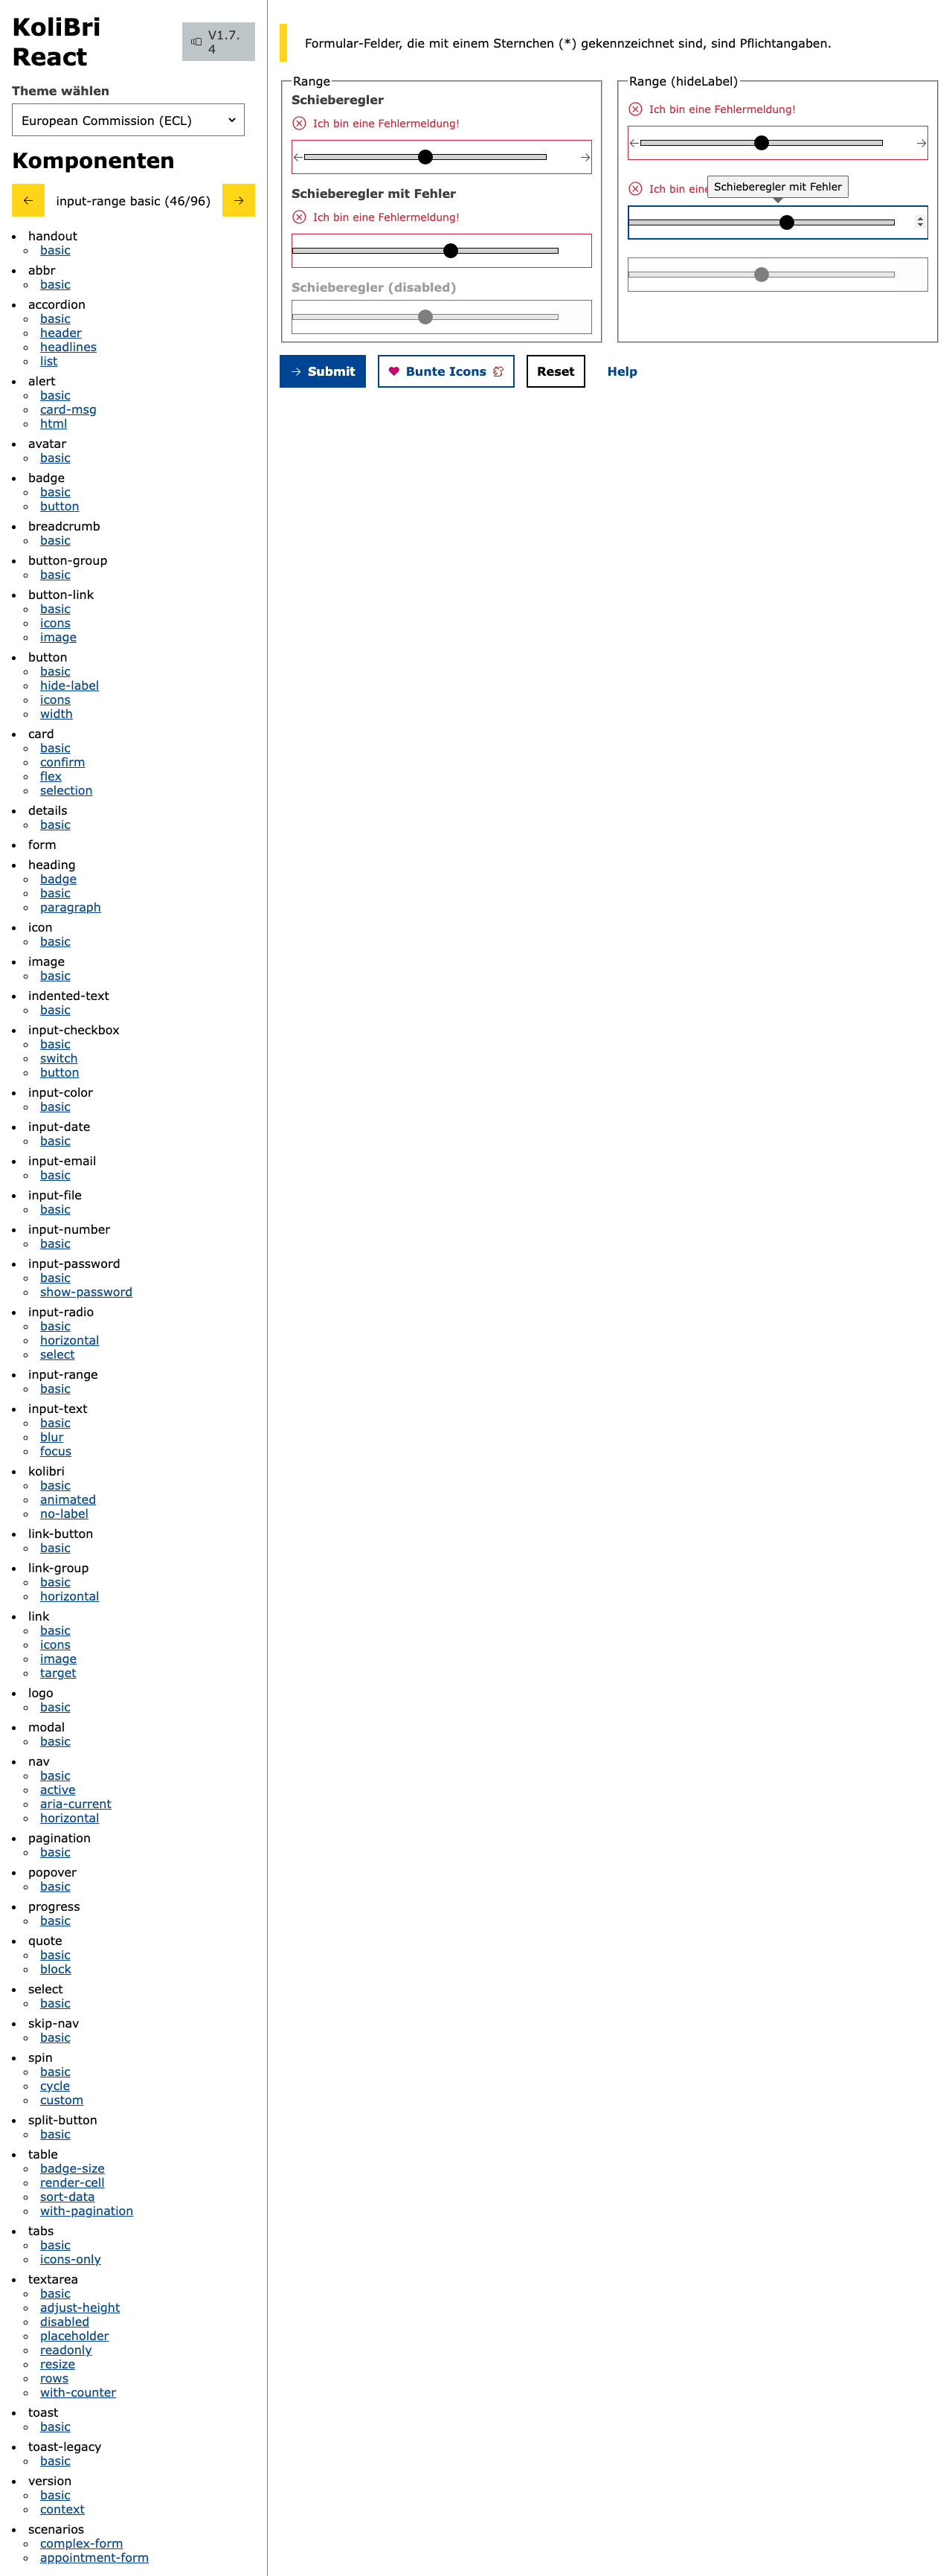 KoliBri
React
V1.7.
4
Theme wählen
European Commission (ECL)
Komponenten
input-range basic (46/96)
handout
basic
abbr
basic
accordion
basic
header
headlines
list
alert
basic
card-msg
html
avatar
basic
badge
basic
button
breadcrumb
basic
button-group
basic
button-link
basic
icons
image
button
basic
hide-label
icons
width
card
basic
confirm
flex
selection
details
basic
form
heading
badge
basic
paragraph
icon
basic
image
basic
indented-text
basic
input-checkbox
basic
switch
button
input-color
basic
input-date
basic
input-email
basic
input-file
basic
input-number
basic
input-password
basic
show-password
input-radio
basic
horizontal
select
input-range
basic
input-text
basic
blur
focus
kolibri
basic
animated
no-label
link-button
basic
link-group
basic
horizontal
link
basic
icons
image
target
logo
basic
modal
basic
nav
basic
active
aria-current
horizontal
pagination
basic
popover
basic
progress
basic
quote
basic
block
select
basic
skip-nav
basic
spin
basic
cycle
custom
split-button
basic
table
badge-size
render-cell
sort-data
with-pagination
tabs
basic
icons-only
textarea
basic
adjust-height
disabled
placeholder
readonly
resize
rows
with-counter
toast
basic
toast-legacy
basic
version
basic
context
scenarios
complex-form
appointment-form
Formular-Felder, die mit einem Sternchen (*) gekennzeichnet sind, sind Pflichtangaben.
Range
Schieberegler
Ich bin eine Fehlermeldung!
Schieberegler mit Fehler
Ich bin eine Fehlermeldung!
Schieberegler (disabled)
Range (hideLabel)
Ich bin eine Fehlermeldung!
Ich bin eine
Schieberegler mit Fehler
Submit
Bunte Icons
Reset
Help